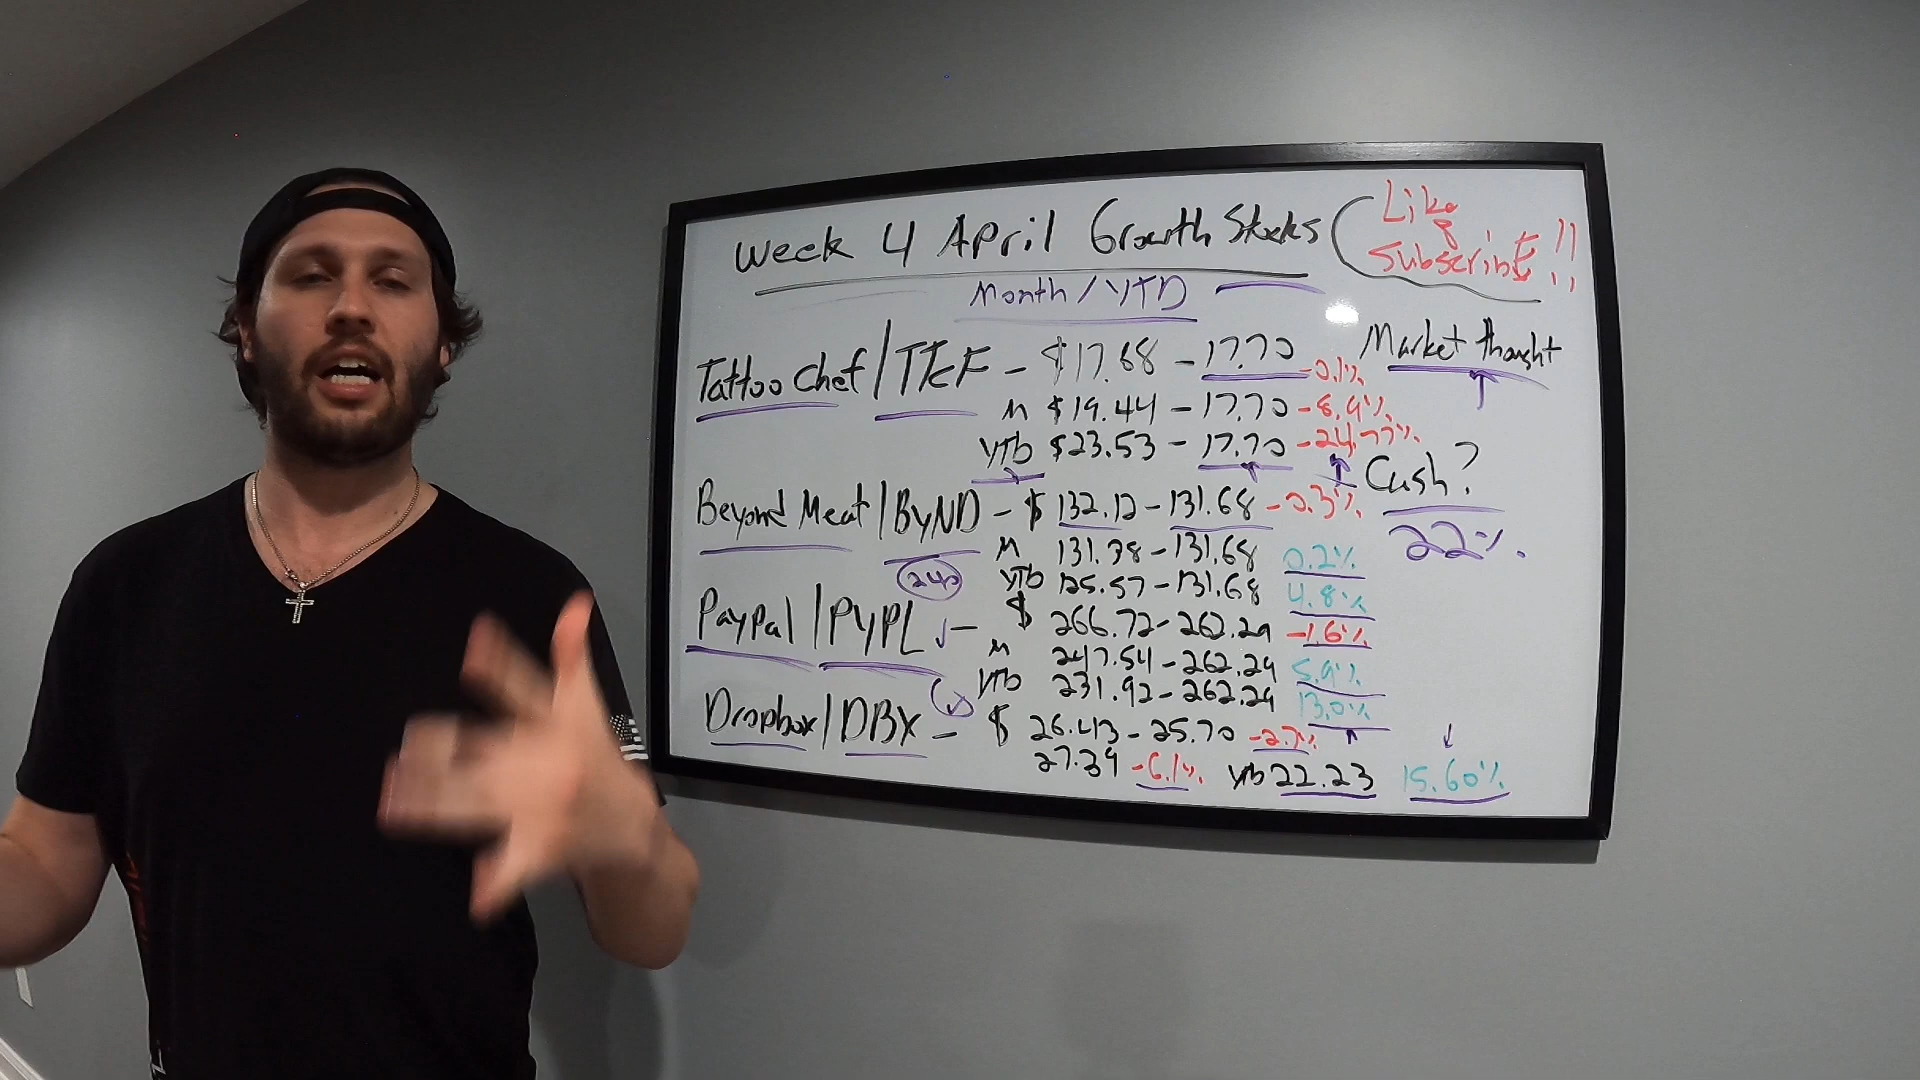 Week 4 April Growth Stocks
Like
&
Subscribe!!
Month / YTD
Market thought
Tattoo Chef / TTCF - $17.68 - 17.70 -0.1%
M $19.44 - 17.70 -8.9%
YTD $23.53 - 17.70 -24.77%
Cash?
22%
Beyond Meat / BYND - $ 132.12 - 131.68 -0.3%
M 131.38 - 131.68 0.2%
YTD 125.57 - 131.68 4.8%
240
PayPal / PYPL - $ 266.72 - 262.29 -1.6%
M 247.54 - 262.29 5.9%
YTD 231.92 - 262.29 13.0%
Dropbox / DBX - $ 26.43 - 25.70 -2.7%
27.39 -6.1% YTD 22.23 15.60%